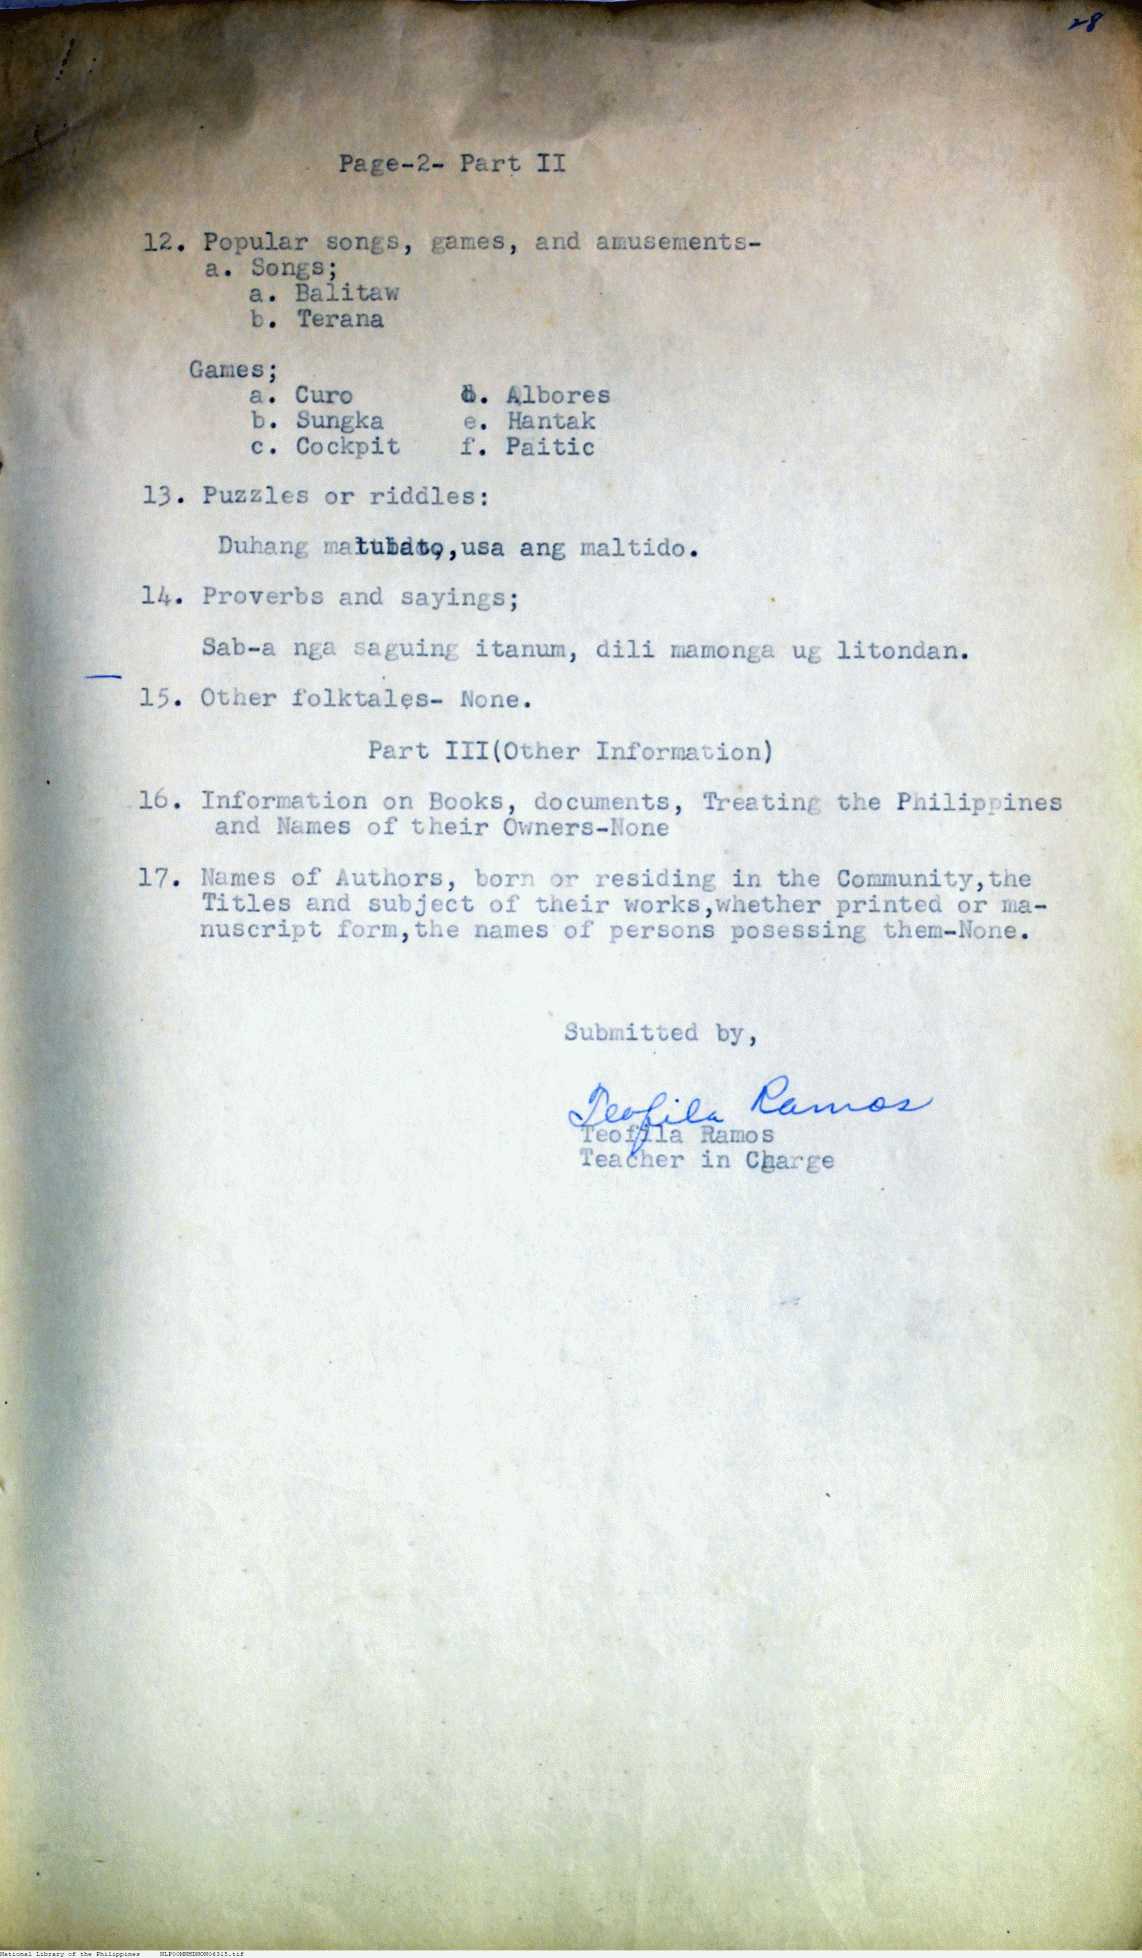 28
Page-2- Part II
12. Popular songs, games, and amusements-
a. Songs;
a. Balitaw
b. Terana
Games;
a. Curo d. Albores
b. Sungka e. Hantak
c. Cockpit f. Paitic
13. Puzzles or riddles:
Duhang usa ang maltido.
14. Proverbs and sayings;
Sab-a nga saguing itanum, dili mamonga ug litondan.
15. Other folktales- None.
Part III(Other Information)
16. Information on Books, documents, Treating the Philippines
and Names of their Owners-None
17. Names of Authors, born or residing in the Community,the
Titles and subject of their works,whether printed or ma-
nuscript form,the names of persons posessing them-None.
Submitted by,
Teofila Ramos
Teofila Ramos
Teacher in Charge
National Library of the Philippines